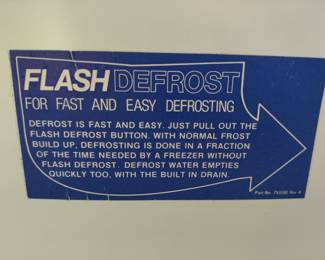 FLASH DEFROST
FOR FAST AND EASY DEFROSTING
DEFROST IS FAST AND EASY. JUST PULL OUT THE
FLASH DEFROST BUTTON. WITH NORMAL FROST
BUILD UP, DEFROSTING IS DONE IN A FRACTION
OF THE TIME NEEDED BY A FREEZER WITHOUT
FLASH DEFROST. DEFROST WATER EMPTIES
QUICKLY TOO, WITH THE BUILT IN DRAIN.
Part No.